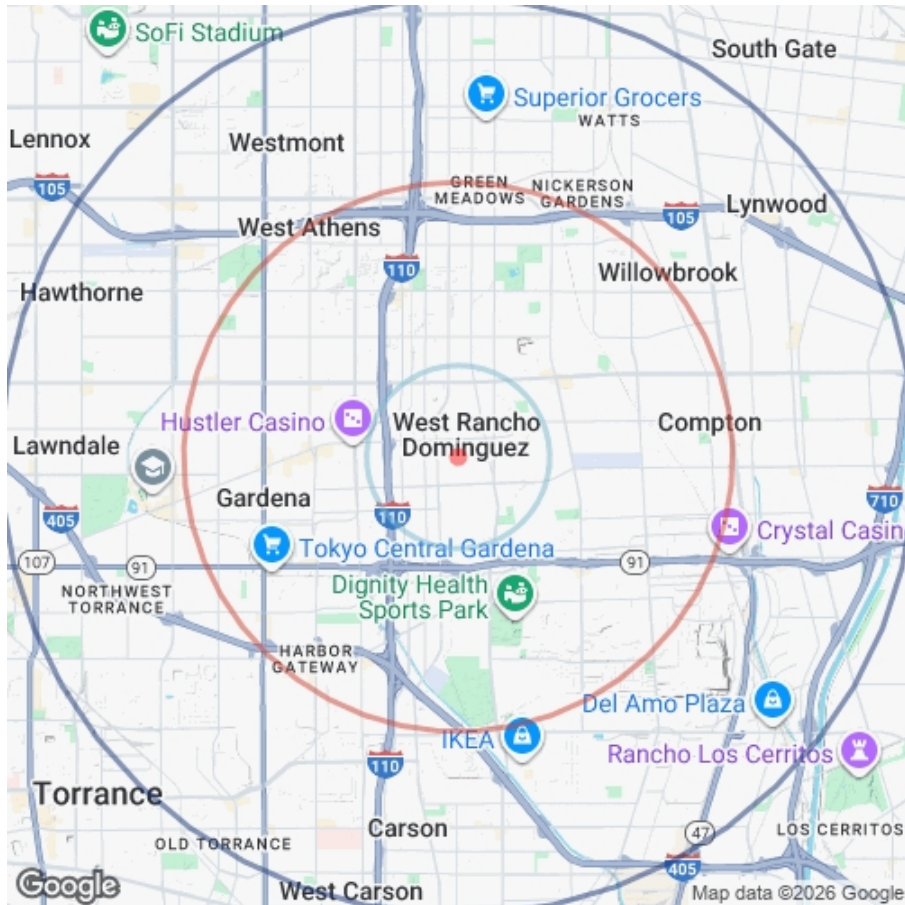 SoFi Stadium
South Gate
Superior Grocers
WATTS
Lennox
Westmont
105
GREEN
MEADOWS
NICKERSON
GARDENS
105
Lynwood
West Athens
110
Willowbrook
Hawthorne
Hustler Casino
West Rancho
Dominguez
Compton
Lawndale
Gardena
710
405
110
Crystal Casin
Tokyo Central Gardena
107
91
91
Dignity Health
Sports Park
NORTHWEST
TORRANCE
HARBOR
GATEWAY
Del Amo Plaza
IKEA
Rancho Los Cerritos
110
Torrance
Carson
47
LOS CERRITOS
OLD TORRANCE
405
West Carson
Google
Map data ©2026 Google